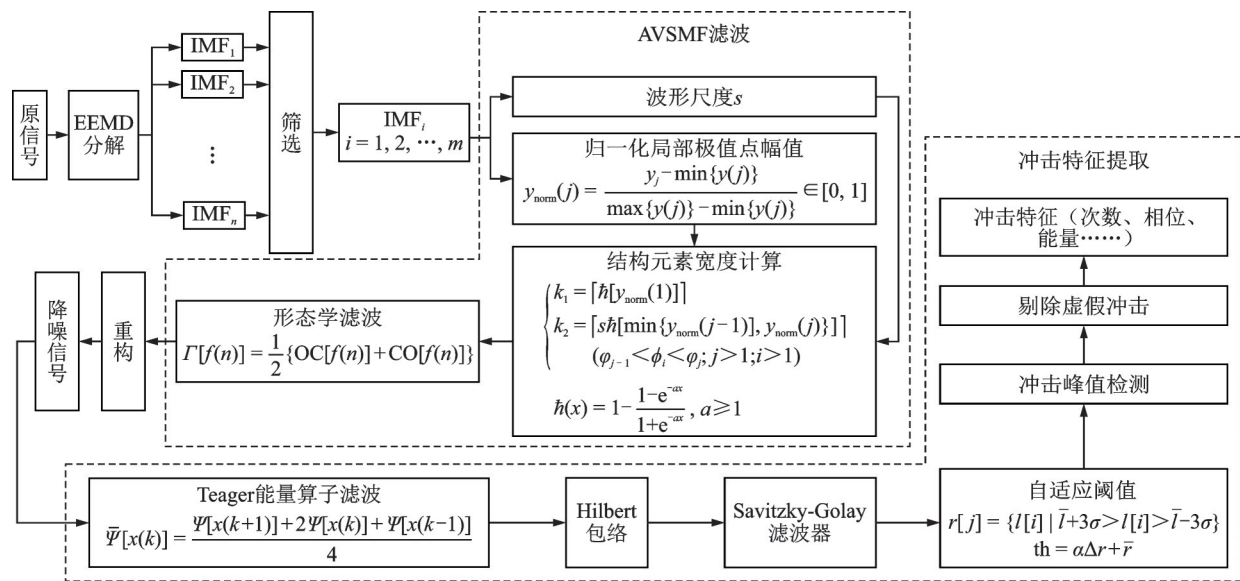 原信号
EEMD
分解
IMF₁
IMF₂
⋮
IMFₙ
筛选
IMFᵢ
i = 1, 2, …, m
AVSMF滤波
波形尺度s
归一化局部极值点幅值
y_norm(j) = (y_j − min{y(j)}) / (max{y(j)} − min{y(j)}) ∈ [0, 1]
结构元素宽度计算
k₁ = ⌈ℏ[y_norm(1)]⌉
k₂ = ⌈sℏ[min{y_norm(j−1)], y_norm(j)}]⌉
(φ_{j−1} < ϕ_i < φ_j; j>1; i>1)
ℏ(x) = 1 − (1−e^{−ax}) / (1+e^{−ax}), a ≥ 1
形态学滤波
Γ[f(n)] = 1/2 {OC[f(n)] + CO[f(n)]}
重构
降噪信号
Teager能量算子滤波
Ψ̄[x(k)] = (Ψ[x(k+1)] + 2Ψ[x(k)] + Ψ[x(k−1)]) / 4
Hilbert
包络
Savitzky-Golay
滤波器
自适应阈值
r[j] = {l[i] | l̄+3σ > l[i] > l̄−3σ}
th = αΔr + r̄
冲击峰值检测
剔除虚假冲击
冲击特征（次数、相位、
能量……）
冲击特征提取